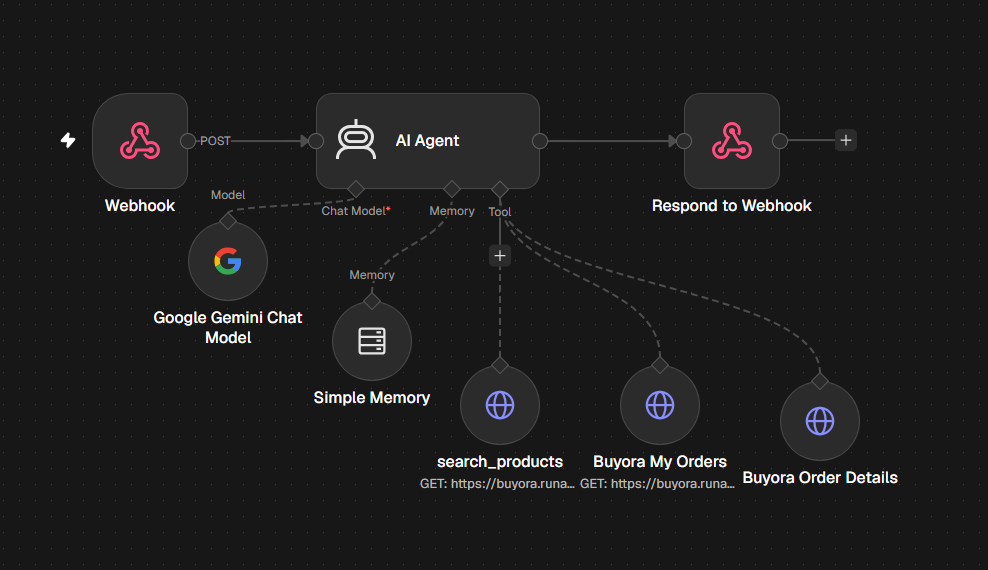 POST
AI Agent
Webhook
Respond to Webhook
Model
Chat Model*
Memory
Tool
Memory
Google Gemini Chat
Model
Simple Memory
search_products
GET: https://buyora.runa...
Buyora My Orders
GET: https://buyora.runa...
Buyora Order Details